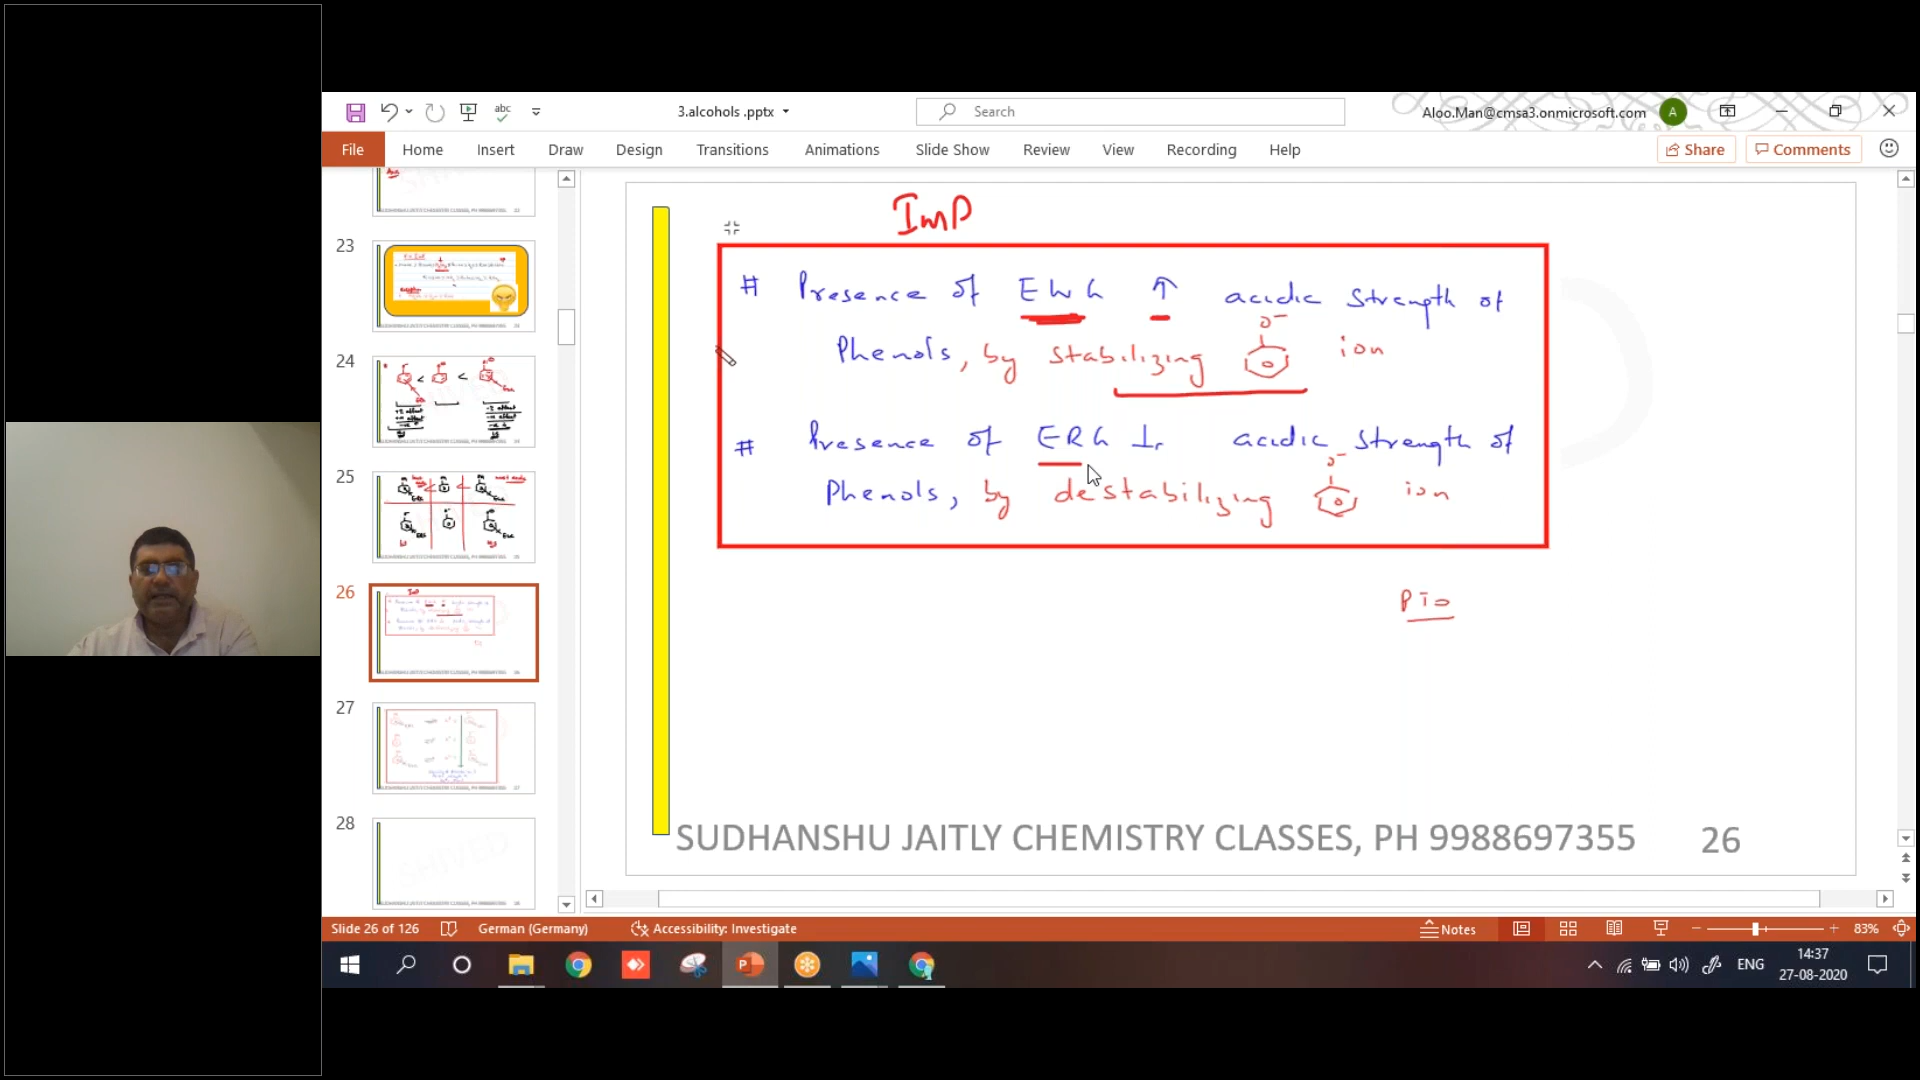 3.alcohols .pptx
Search
Aloo.Man@cmsa3.onmicrosoft.com
A
File Home Insert Draw Design Transitions Animations Slide Show Review View Recording Help
Share
Comments
23
24
25
26
27
28
ImP
# Presence of EWG ↑ acidic strength of
Phenols, by stabilizing O⁻ ion
# Presence of ERG ↓ acidic strength of
Phenols, by destabilizing O⁻ ion
SUDHANSHU JAITLY CHEMISTRY CLASSES, PH 9988697355 26
Slide 26 of 126 German (Germany) Accessibility: Investigate Notes 83%
ENG
14:37
27-08-2020